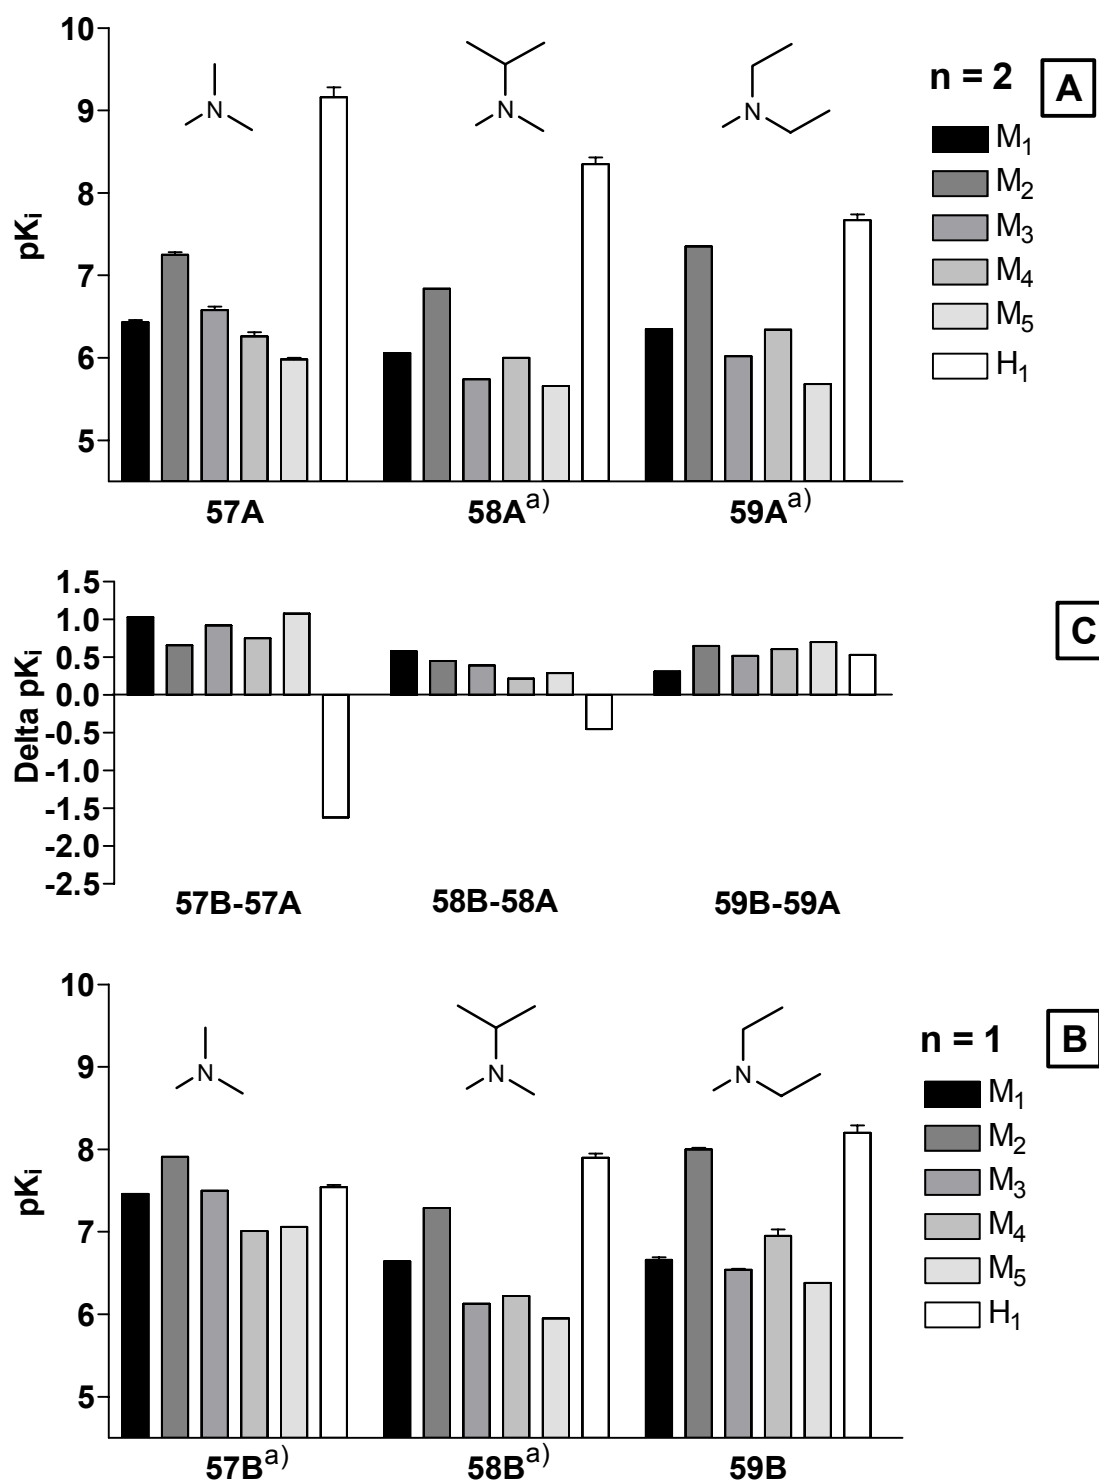 10
9
8
7
6
5
pKi
N
N
N
n = 2
A
M1
M2
M3
M4
M5
H1
57A
58Aa)
59Aa)
1.5
1.0
0.5
0.0
-0.5
-1.0
-1.5
-2.0
-2.5
Delta pKi
C
57B-57A
58B-58A
59B-59A
10
9
8
7
6
5
pKi
N
N
N
n = 1
B
M1
M2
M3
M4
M5
H1
57Ba)
58Ba)
59B